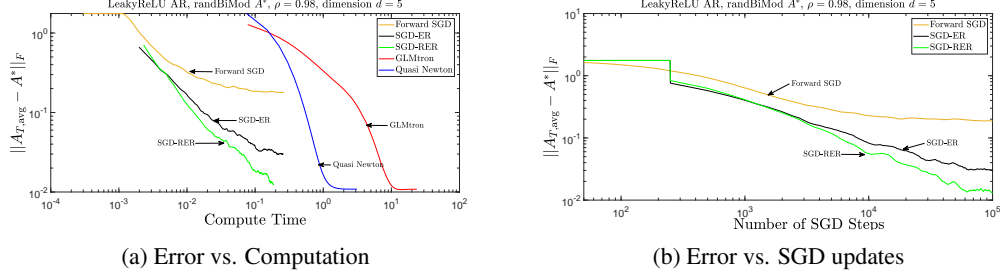 LeakyReLU AR, randBiMod A*, ρ = 0.98, dimension d = 5
||A_{T,avg} − A*||_F
10^0
10^{-1}
10^{-2}
Forward SGD
SGD-ER
SGD-RER
GLMtron
Quasi Newton
Forward SGD
SGD-ER
SGD-RER
GLMtron
Quasi Newton
10^{-4}
10^{-3}
10^{-2}
10^{-1}
10^0
10^1
10^2
Compute Time
(a) Error vs. Computation
LeakyReLU AR, randBiMod A*, ρ = 0.98, dimension d = 5
||A_{T,avg} − A*||_F
10^1
10^0
10^{-1}
10^{-2}
Forward SGD
SGD-ER
SGD-RER
Forward SGD
SGD-ER
SGD-RER
10^2
10^3
10^4
10^5
Number of SGD Steps
(b) Error vs. SGD updates